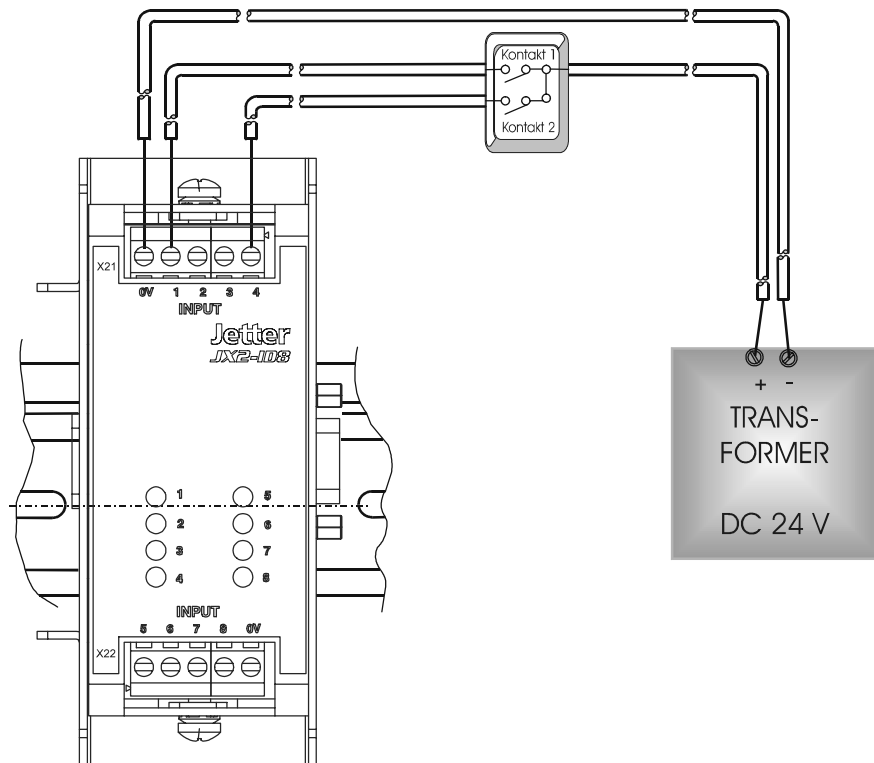 Kontakt 1
Kontakt 2
X21
0V 1 2 3 4
INPUT
Jetter
JX2-ID8
+ -
TRANS-
FORMER
DC 24 V
1 5
2 6
3 7
4 8
INPUT
5 6 7 8 0V
X22